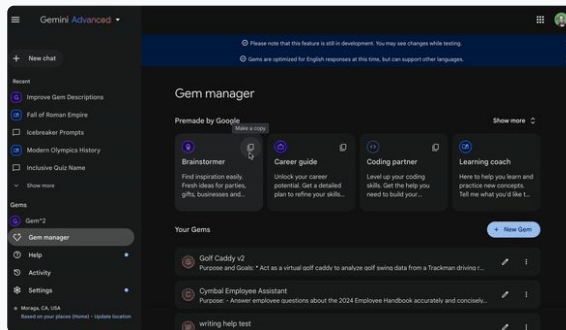 Gemini Advanced
Please note that this feature is still in development. You may see changes while testing.
Gems are optimized for English responses at this time, but can support other languages.
New chat
Recent
Improve Gem Descriptions
Fall of Roman Empire
Icebreaker Prompts
Modern Olympics History
Inclusive Quiz Name
Show more
Gems
Gem^2
Gem manager
Help
Activity
Settings
Moraga, CA, USA
Based on your places (Home) • Update location
Gem manager
Premade by Google
Make a copy
Show more
Brainstormer
Find inspiration easily.
Fresh ideas for parties,
gifts, businesses and...
Career guide
Unlock your career
potential. Get a detailed
plan to refine your skills...
Coding partner
Level up your coding
skills. Get the help you
need to build your...
Learning coach
Here to help you learn and
practice new concepts.
Tell me what you'd like t...
Your Gems
+ New Gem
Golf Caddy v2
Purpose and Goals: * Act as a virtual golf caddy to analyze golf swing data from a Trackman driving r...
Cymbal Employee Assistant
Purpose: - Answer employee questions about the 2024 Employee Handbook accurately and concisely...
writing help test